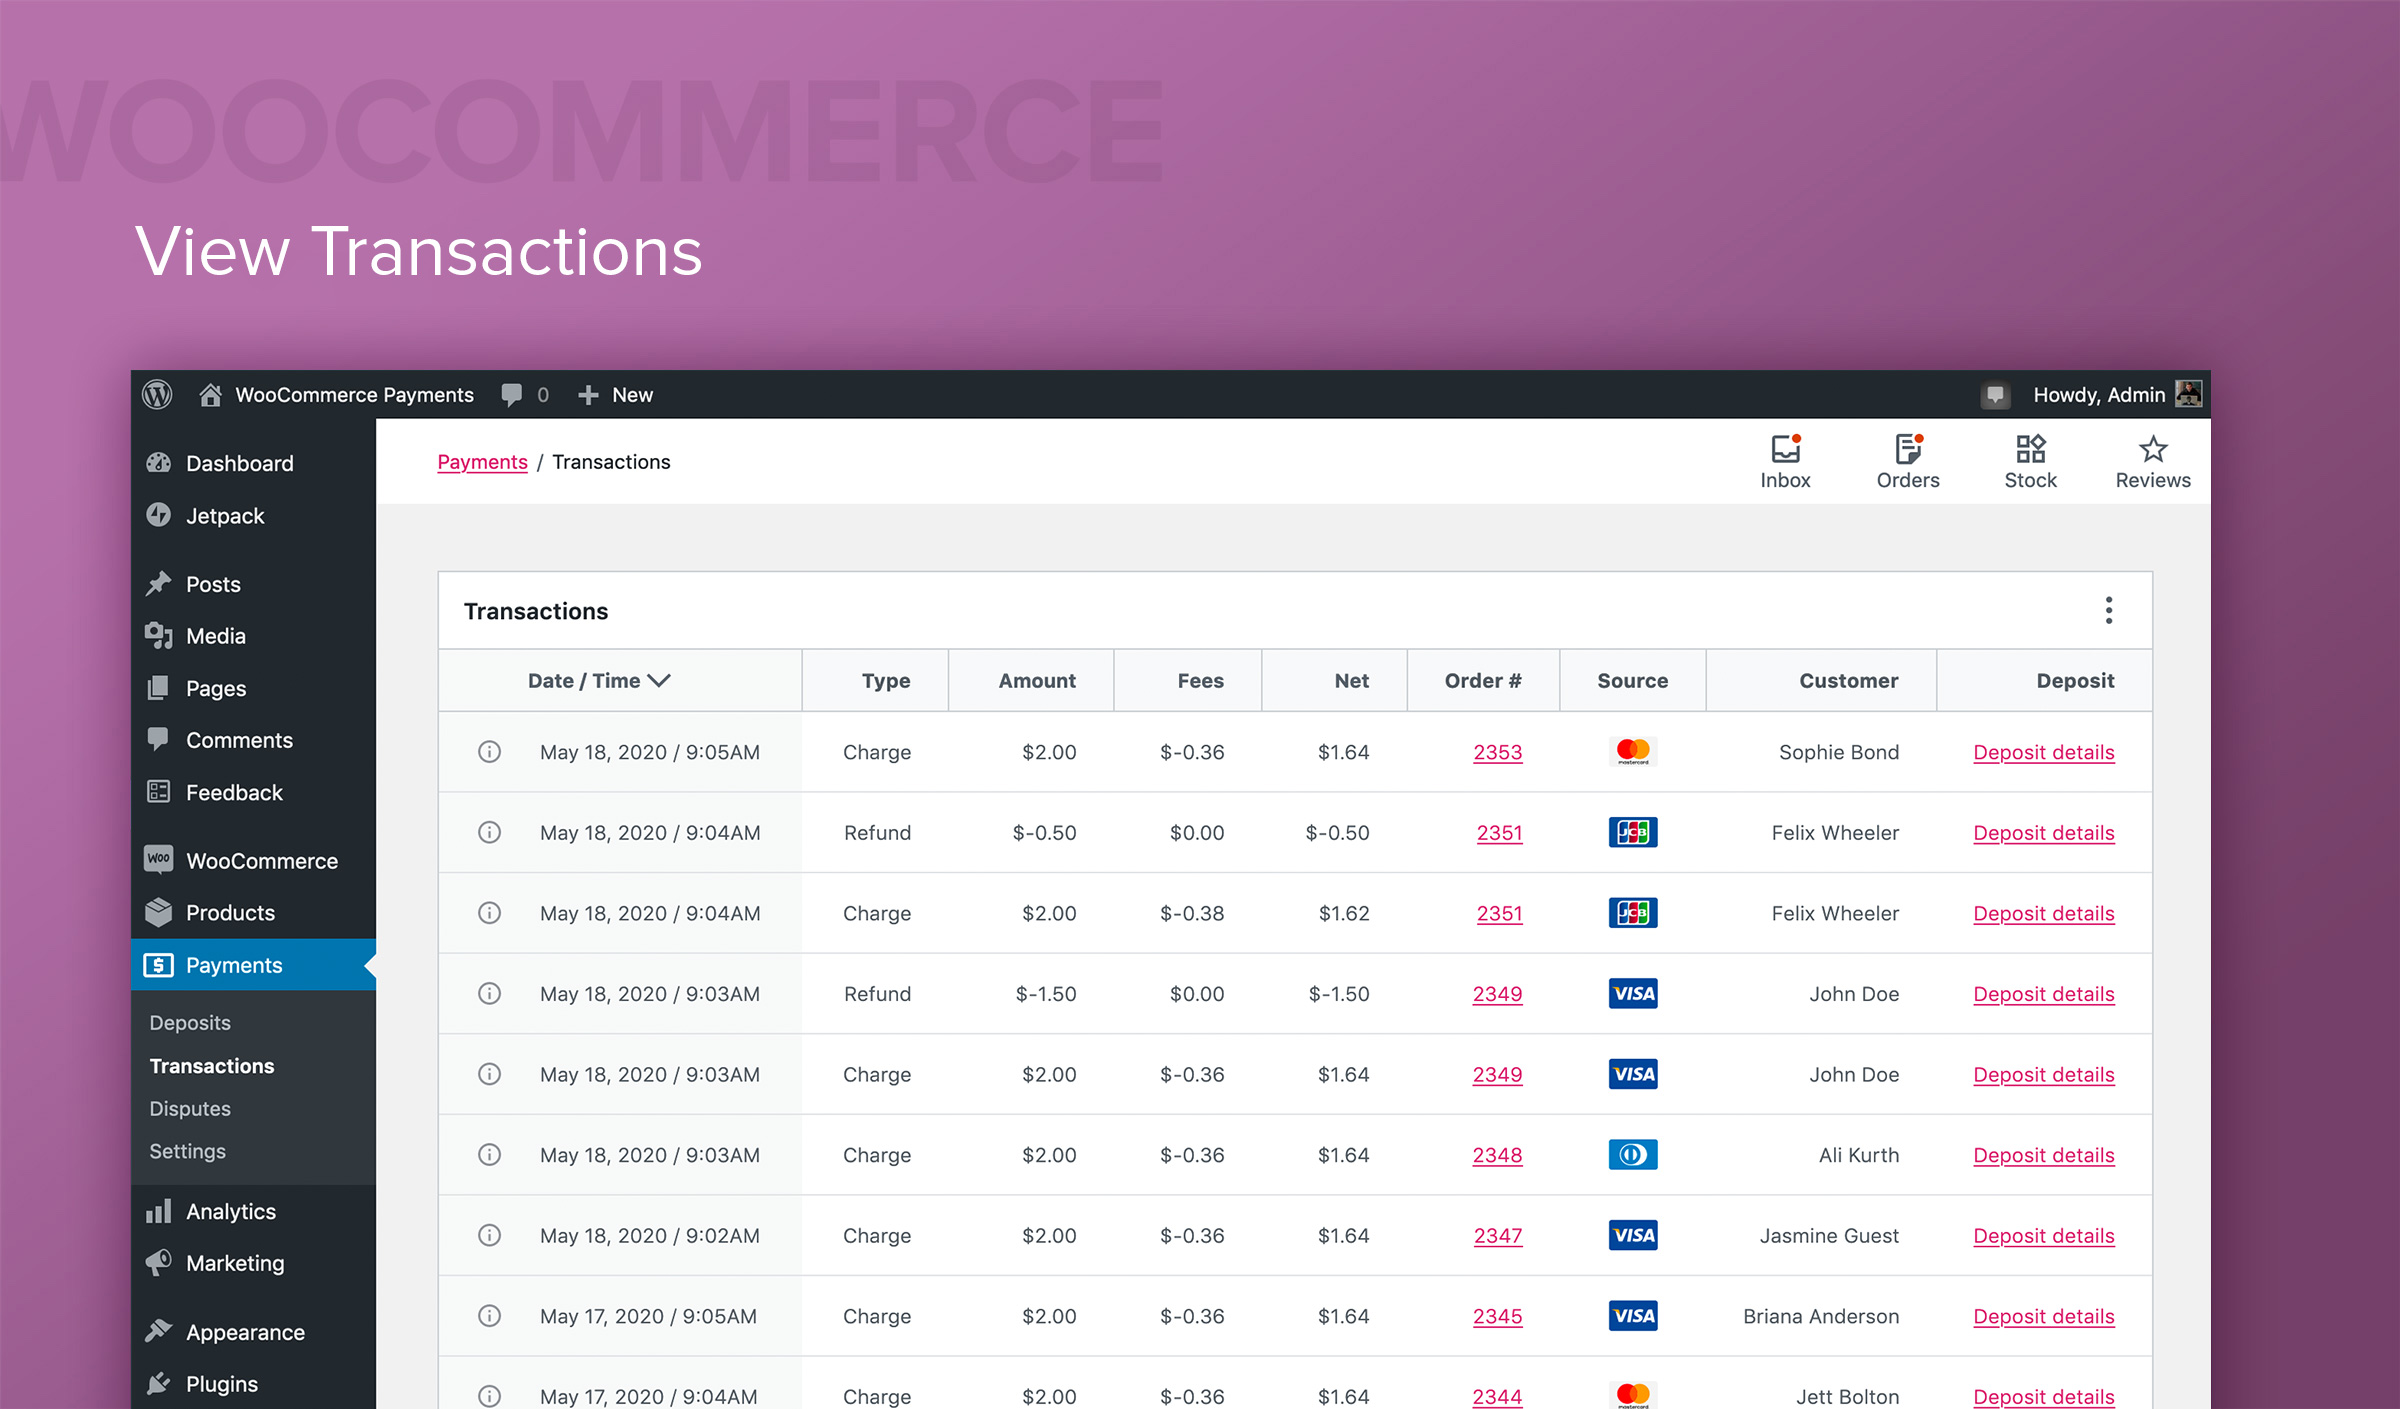 WOOCOMMERCE
View Transactions
WooCommerce Payments 0 New Howdy, Admin
Dashboard
Jetpack
Posts
Media
Pages
Comments
Feedback
Woo WooCommerce
Products
$ Payments
Deposits
Transactions
Disputes
Settings
Analytics
Marketing
Appearance
Plugins
Payments / Transactions
Inbox Orders Stock Reviews
Transactions
Date / Time Type Amount Fees Net Order # Source Customer Deposit
May 18, 2020 / 9:05AM Charge $2.00 $-0.36 $1.64 2353 mastercard Sophie Bond Deposit details
May 18, 2020 / 9:04AM Refund $-0.50 $0.00 $-0.50 2351 JCB Felix Wheeler Deposit details
May 18, 2020 / 9:04AM Charge $2.00 $-0.38 $1.62 2351 JCB Felix Wheeler Deposit details
May 18, 2020 / 9:03AM Refund $-1.50 $0.00 $-1.50 2349 VISA John Doe Deposit details
May 18, 2020 / 9:03AM Charge $2.00 $-0.36 $1.64 2349 VISA John Doe Deposit details
May 18, 2020 / 9:03AM Charge $2.00 $-0.36 $1.64 2348 Ali Kurth Deposit details
May 18, 2020 / 9:02AM Charge $2.00 $-0.36 $1.64 2347 VISA Jasmine Guest Deposit details
May 17, 2020 / 9:05AM Charge $2.00 $-0.36 $1.64 2345 VISA Briana Anderson Deposit details
May 17, 2020 / 9:04AM Charge $2.00 $-0.36 $1.64 2344 mastercard Jett Bolton Deposit details